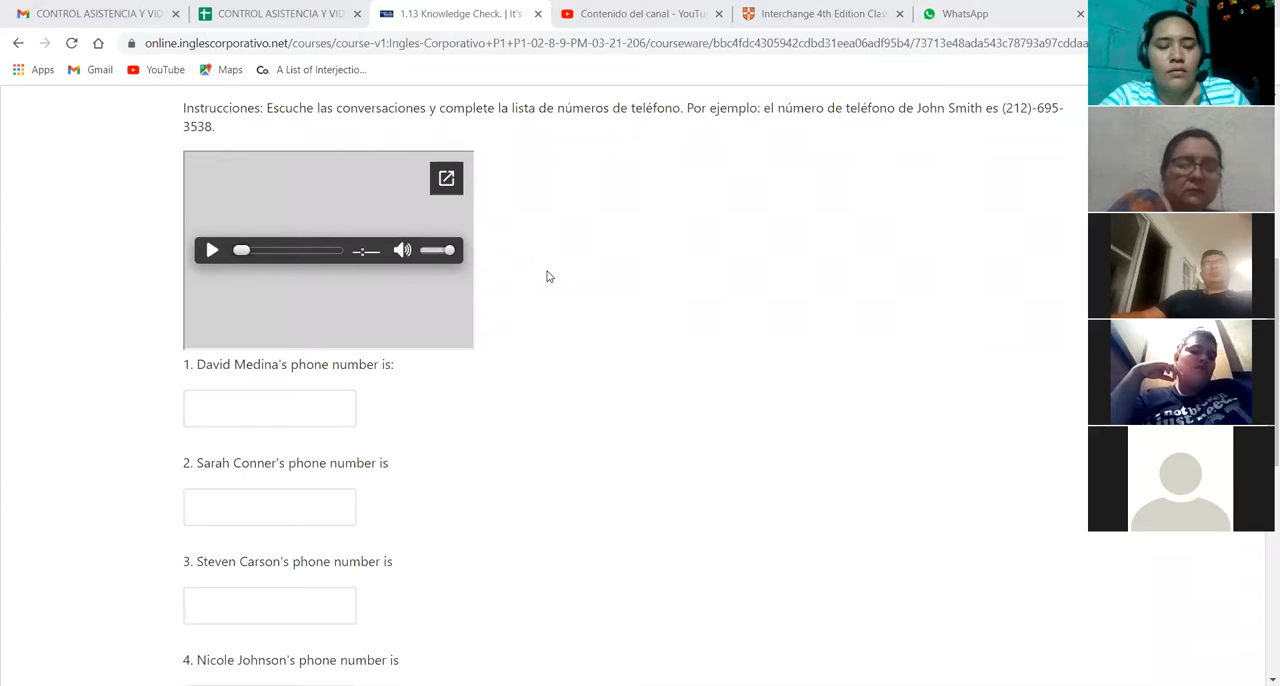 CONTROL ASISTENCIA Y VID
CONTROL ASISTENCIA Y VID
1.13 Knowledge Check. | It's
Contenido del canal - YouTu
Interchange 4th Edition Clas
WhatsApp
online.inglescorporativo.net/courses/course-v1:Ingles-Corporativo+P1+P1-02-8-9-PM-03-21-206/courseware/bbc4fdc4305942cdbd31eea06adf95b4/73713e48ada543c78793a97cddaa
Apps
Gmail
YouTube
Maps
Co. A List of Interjectio...
Instrucciones: Escuche las conversaciones y complete la lista de números de teléfono. Por ejemplo: el número de teléfono de John Smith es (212)-695-
3538.
--:--
1. David Medina's phone number is:
2. Sarah Conner's phone number is
3. Steven Carson's phone number is
4. Nicole Johnson's phone number is